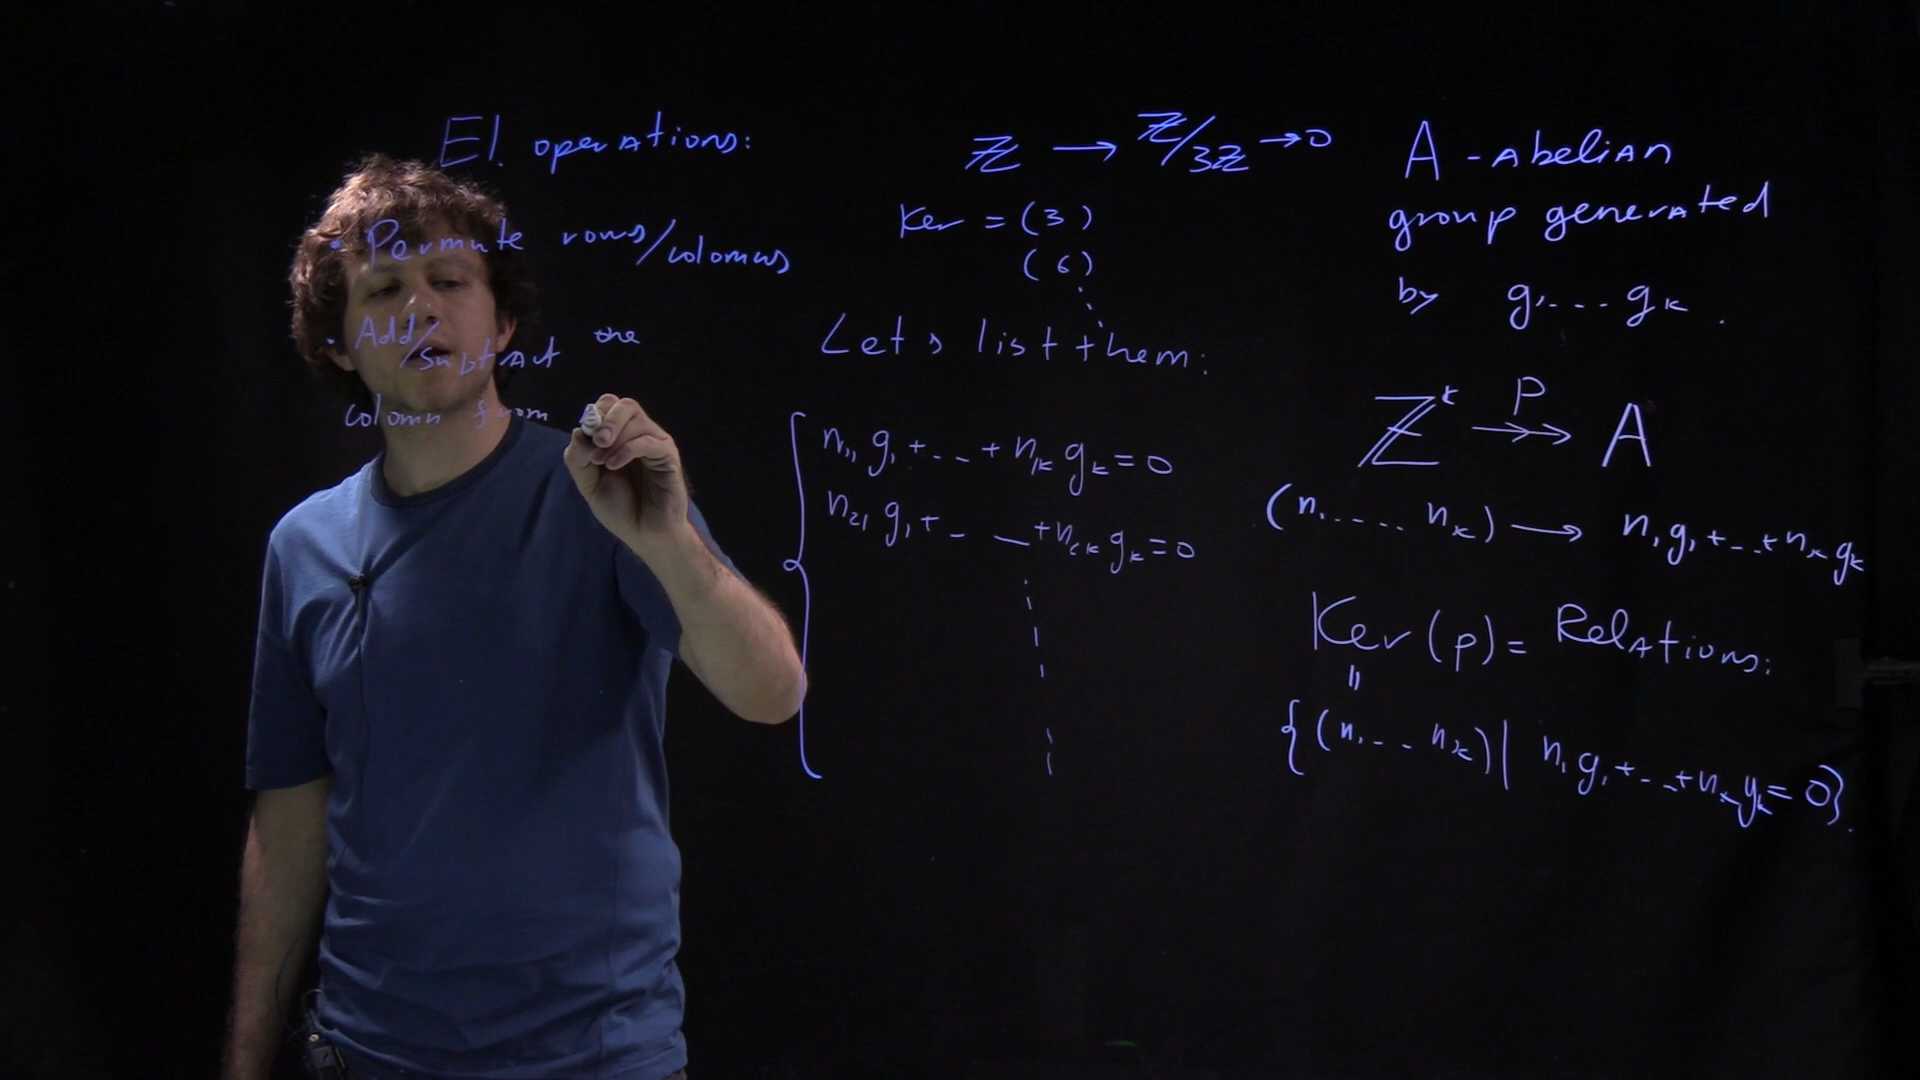 El. operations:
• Permute rows/colomns
• Add/subtract the
column from
ℤ → ℤ/3ℤ → 0
Ker = (3)
(6)
Let's list them:
n₁₁ g₁ + ... + n₁ₖ gₖ = 0
n₂₁ g₁ + ... + n₂ₖ gₖ = 0
A - abelian
group generated
by g₁ ... gₖ.
ℤᵏ ↠ A
P
(n₁ .... nₖ) → n₁g₁ + ... + nₖgₖ
Ker (p) = Relations:
॥
{(n₁ ... nₖ) | n₁g₁ + ... + nₖgₖ = 0}.